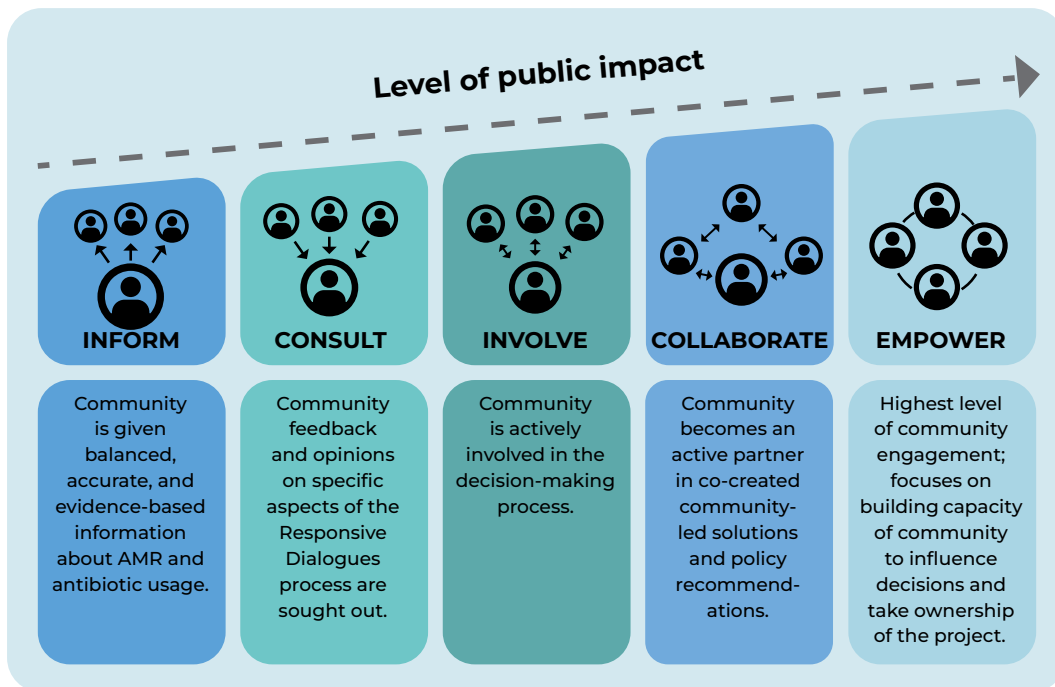 Level of public impact
INFORM
Community
is given
balanced,
accurate, and
evidence-based
information
about AMR and
antibiotic usage.
CONSULT
Community
feedback
and opinions
on specific
aspects of the
Responsive
Dialogues
process are
sought out.
INVOLVE
Community
is actively
involved in the
decision-making
process.
COLLABORATE
Community
becomes an
active partner
in co-created
community-
led solutions
and policy
recommend-
ations.
EMPOWER
Highest level
of community
engagement;
focuses on
building capacity
of community
to influence
decisions and
take ownership
of the project.